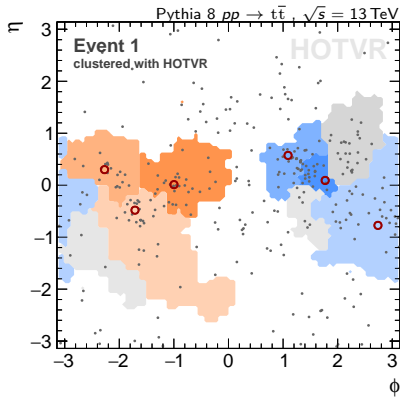 Pythia 8 pp → tt̅ , √s = 13 TeV
η
Event 1
clustered with HOTVR
HOTVR
3
2
1
0
−1
−2
−3
−3 −2 −1 0 1 2 3
ϕ